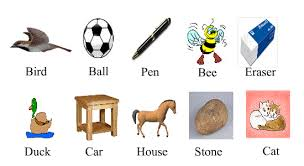 Bird Ball Pen Bee Eraser
Duck Car House Stone Cat